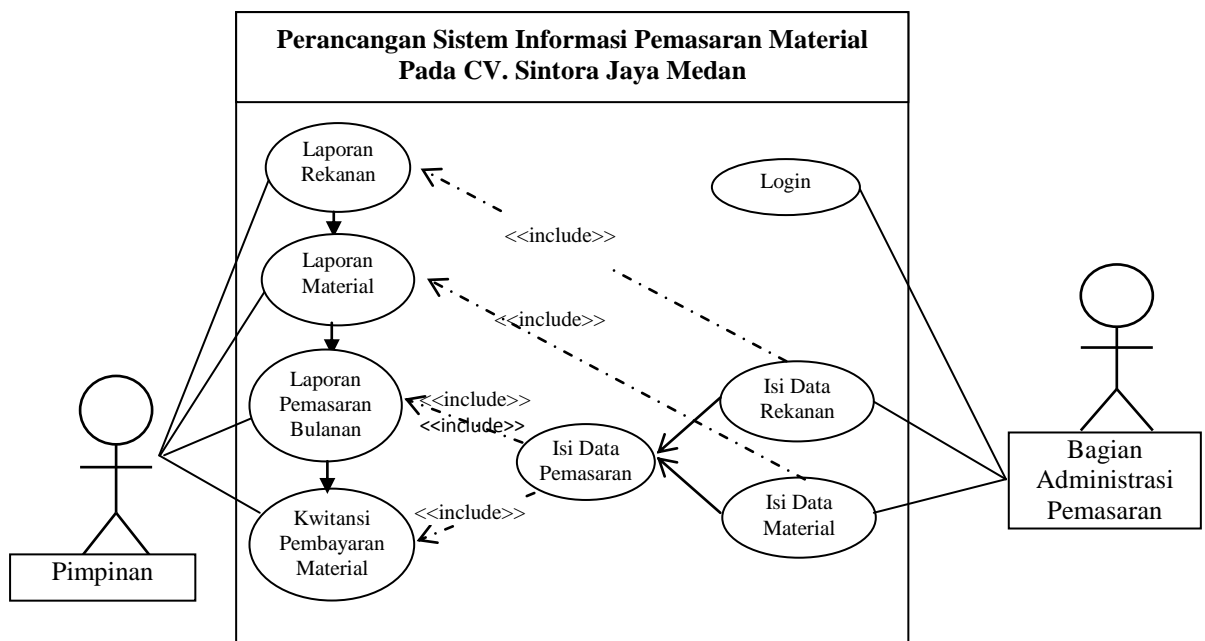 Perancangan Sistem Informasi Pemasaran Material
Pada CV. Sintora Jaya Medan
Laporan
Rekanan
Login
<<include>>
Laporan
Material
<<include>>
Laporan
Pemasaran
Bulanan
<<include>>
<<include>>
Isi Data
Pemasaran
Isi Data
Rekanan
Isi Data
Material
<<include>>
Kwitansi
Pembayaran
Material
Pimpinan
Bagian
Administrasi
Pemasaran